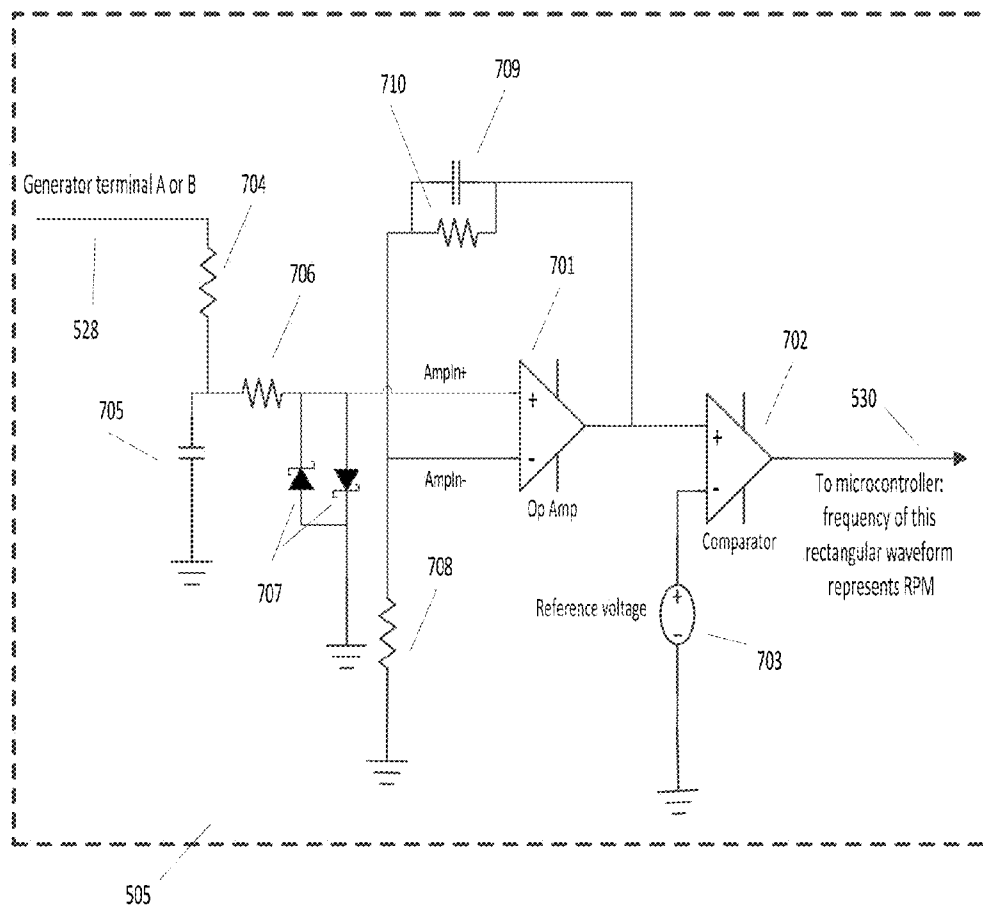 709
710
Generator terminal A or B
704
706
701
528
702
AmpIn+
530
705
+
+
-
-
AmpIn-
To microcontroller:
frequency of this
rectangular waveform
represents RPM
Op Amp
Comparator
708
707
Reference voltage
+
-
703
505